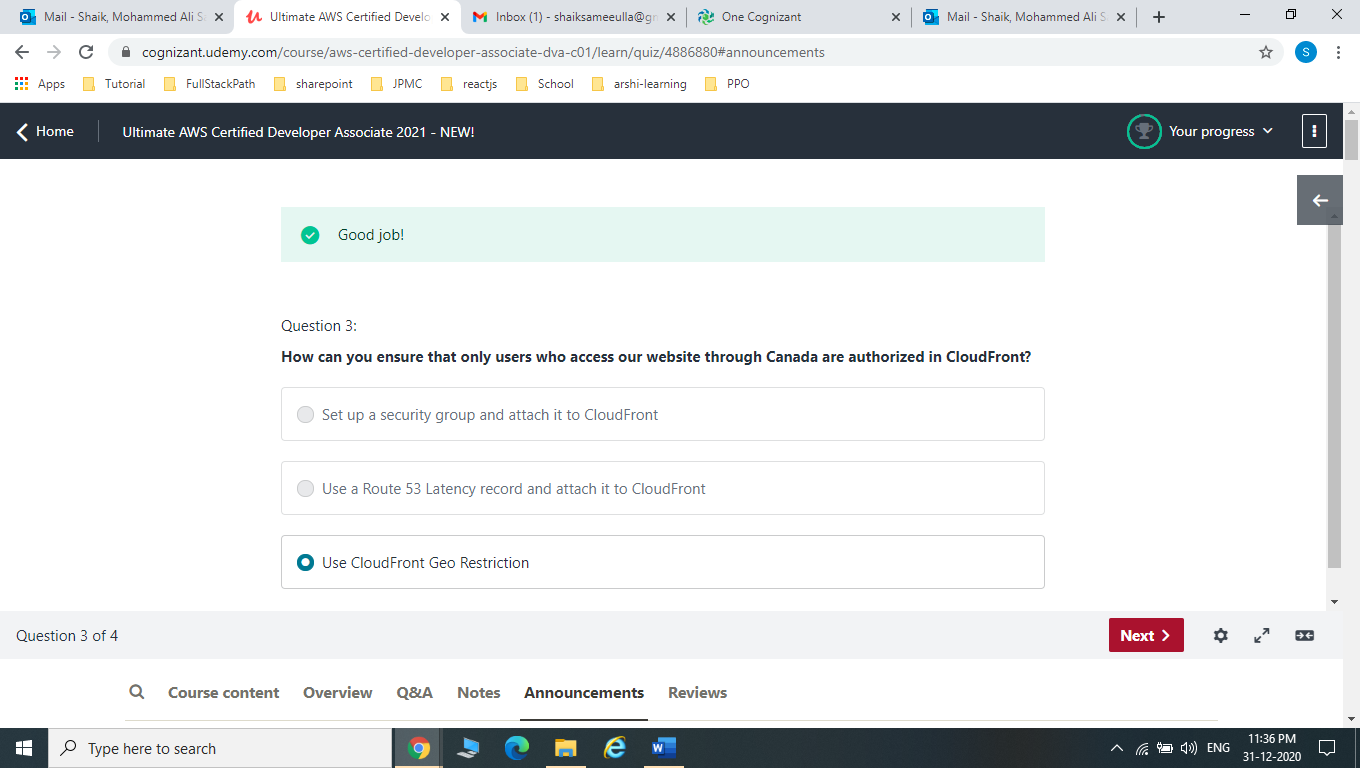 Mail - Shaik, Mohammed Ali S
Ultimate AWS Certified Develo
Inbox (1) - shaiksameeulla@gm
One Cognizant
Mail - Shaik, Mohammed Ali S
cognizant.udemy.com/course/aws-certified-developer-associate-dva-c01/learn/quiz/4886880#announcements
S
Apps
Tutorial
FullStackPath
sharepoint
JPMC
reactjs
School
arshi-learning
PPO
Home
Ultimate AWS Certified Developer Associate 2021 - NEW!
Your progress
Good job!
Question 3:
How can you ensure that only users who access our website through Canada are authorized in CloudFront?
Set up a security group and attach it to CloudFront
Use a Route 53 Latency record and attach it to CloudFront
Use CloudFront Geo Restriction
Question 3 of 4
Next
Course content
Overview
Q&A
Notes
Announcements
Reviews
Type here to search
ENG
11:36 PM
31-12-2020